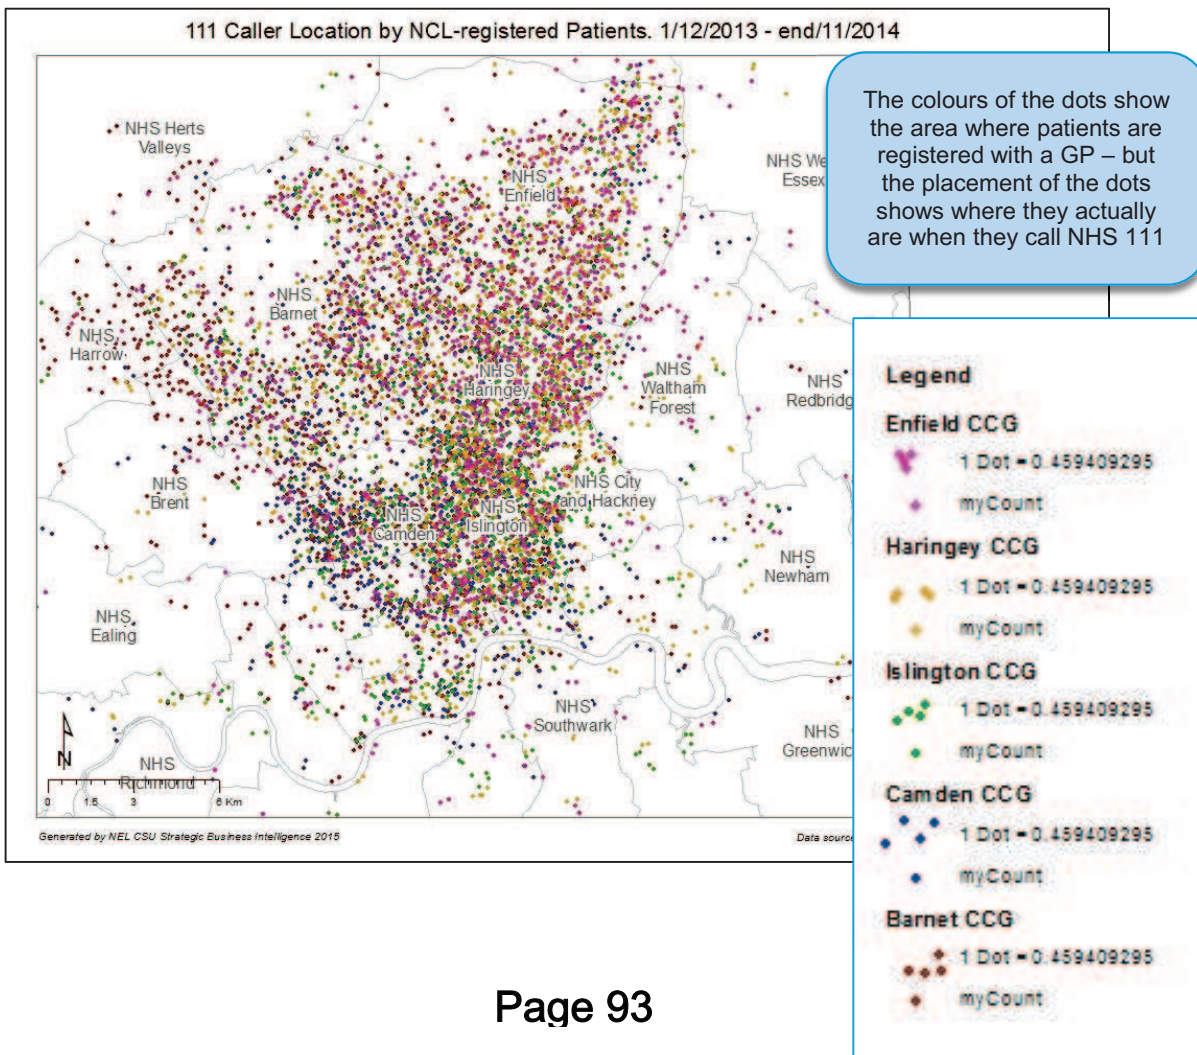 111 Caller Location by NCL-registered Patients. 1/12/2013 - end/11/2014
The colours of the dots show
the area where patients are
registered with a GP – but
the placement of the dots
shows where they actually
are when they call NHS 111
NHS Herts
Valleys
NHS
Enfield
NHS We
Essex
NHS
Barnet
NHS
Harrow
NHS
Haringey
NHS
Waltham
Forest
NHS
Redbridg
NHS
Brent
NHS City
and Hackney
NHS
Camden
NHS
Islington
NHS
Newham
NHS
Ealing
NHS
Southwark
NHS
Greenwic
NHS
Richmond
N
0 1.5 3 6 Km
Generated by NEL CSU Strategic Business Intelligence 2015
Data source
Legend
Enfield CCG
1 Dot = 0.459409295
myCount
Haringey CCG
1 Dot = 0.459409295
myCount
Islington CCG
1 Dot = 0.459409295
myCount
Camden CCG
1 Dot = 0.459409295
myCount
Barnet CCG
1 Dot = 0.459409295
myCount
Page 93